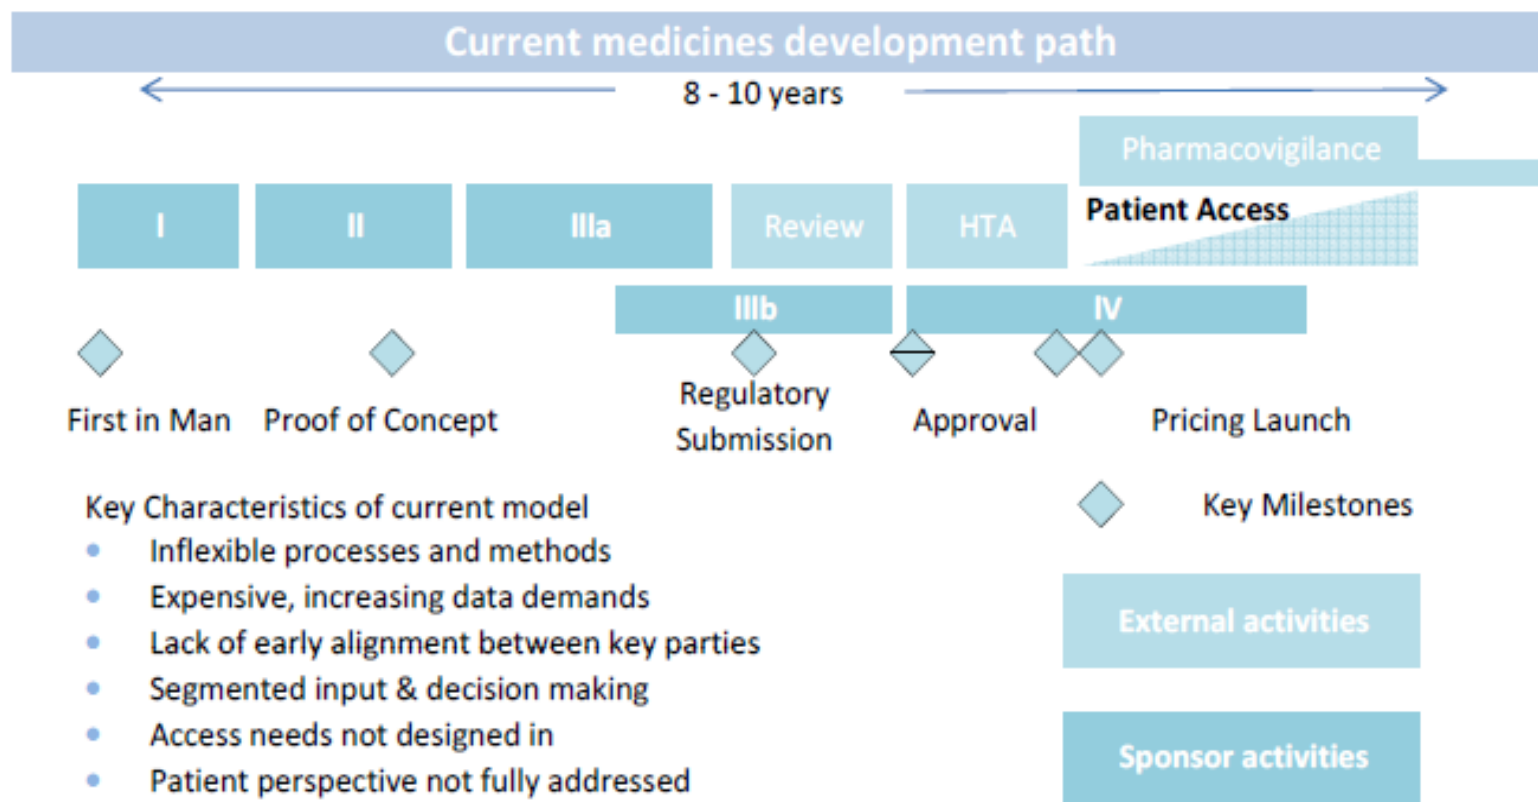 Current medicines development path
8 - 10 years
Pharmacovigilance
I
II
IIIa
Review
HTA
Patient Access
IIIb
IV
First in Man
Proof of Concept
Regulatory
Submission
Approval
Pricing Launch
Key Characteristics of current model
• Inflexible processes and methods
• Expensive, increasing data demands
• Lack of early alignment between key parties
• Segmented input & decision making
• Access needs not designed in
• Patient perspective not fully addressed
Key Milestones
External activities
Sponsor activities